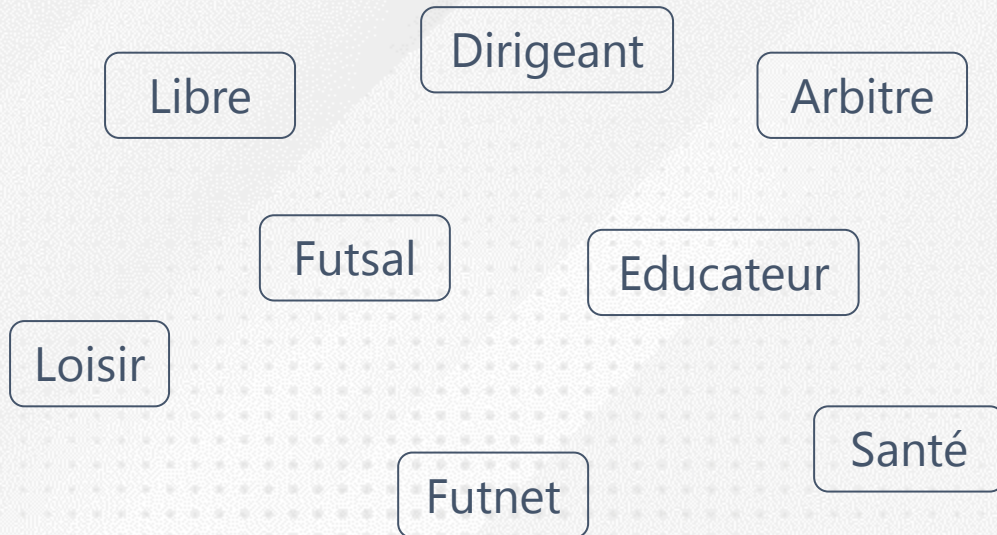 Dirigeant
Libre
Arbitre
Futsal
Educateur
Loisir
Santé
Futnet